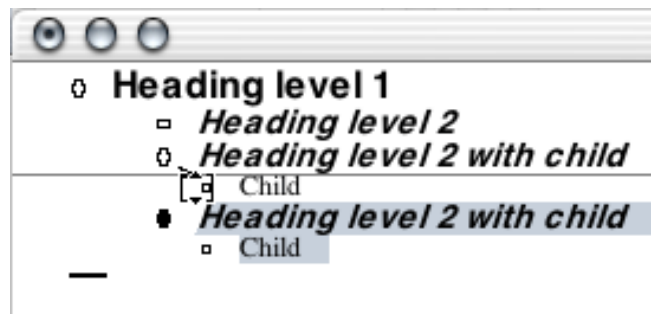 Heading level 1
Heading level 2
Heading level 2 with child
Child
Heading level 2 with child
Child